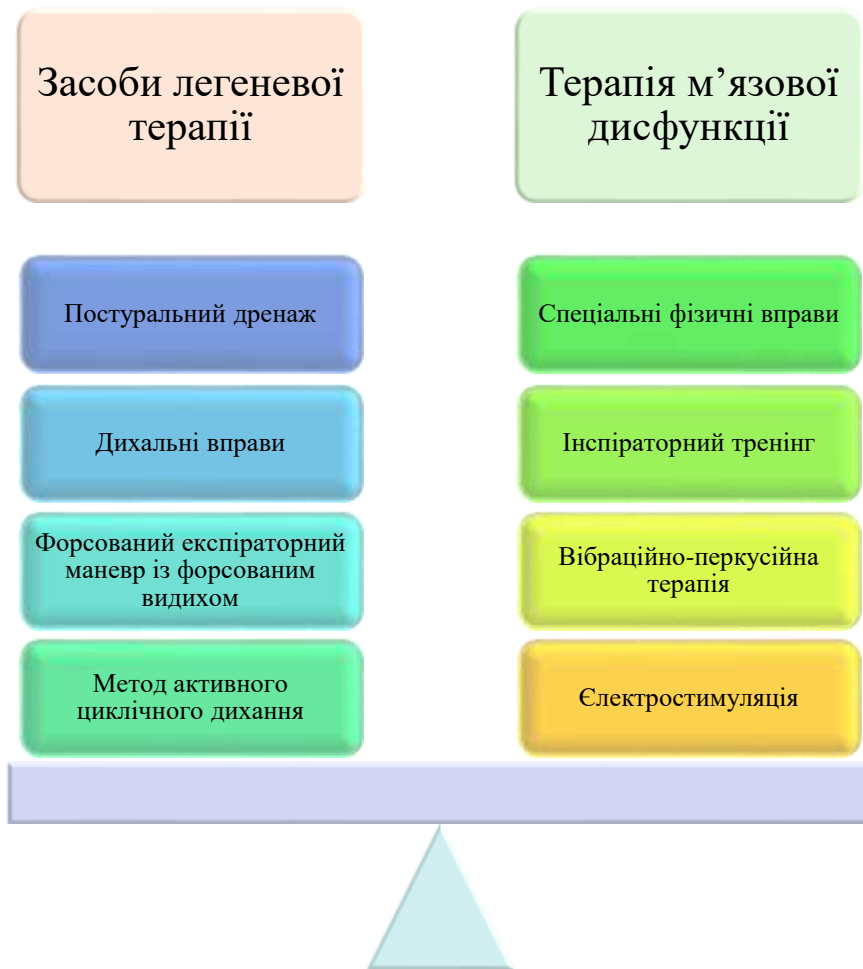 Засоби легеневої
терапії
Терапія м’язової
дисфункції
Постуральний дренаж
Дихальні вправи
Форсований експіраторний
маневр із форсованим
видихом
Метод активного
циклічного дихання
Спеціальні фізичні вправи
Інспіраторний тренінг
Вібраційно-перкусійна
терапія
Єлектростимуляція